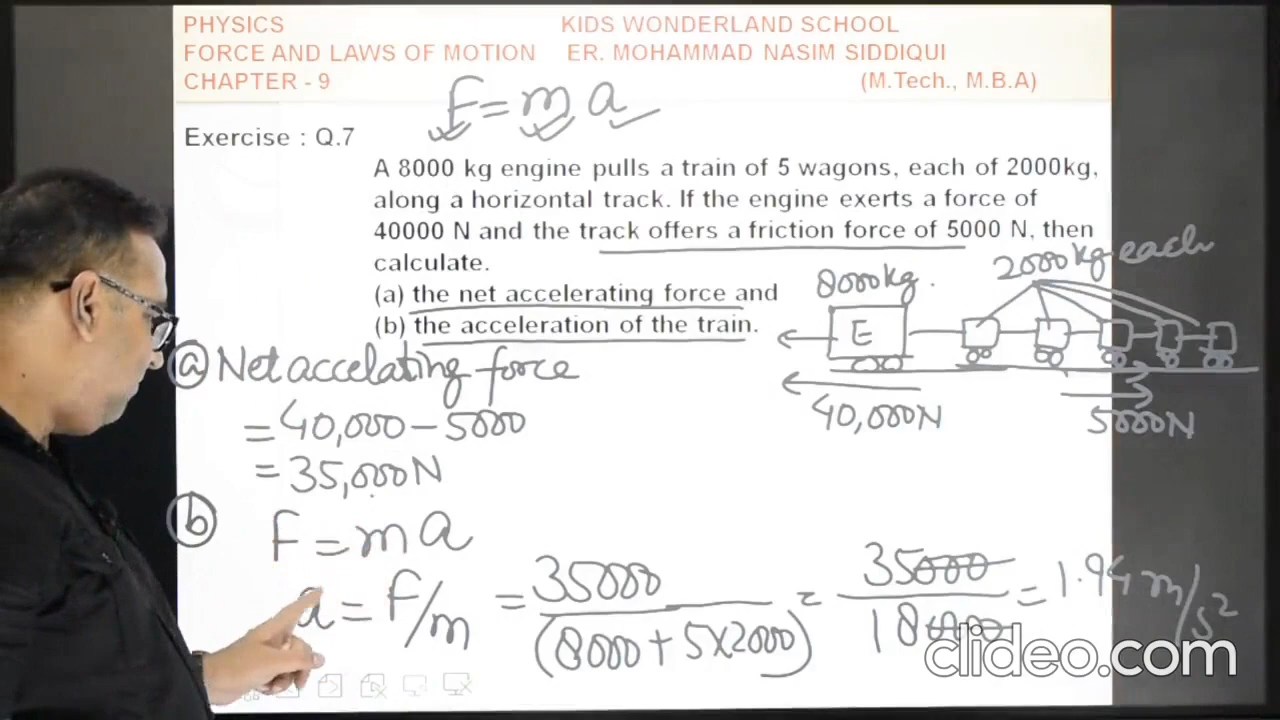 PHYSICS KIDS WONDERLAND SCHOOL
FORCE AND LAWS OF MOTION ER. MOHAMMAD NASIM SIDDIQUI
CHAPTER - 9 (M.Tech., M.B.A)
F = m a
Exercise : Q.7
A 8000 kg engine pulls a train of 5 wagons, each of 2000kg,
along a horizontal track. If the engine exerts a force of
40000 N and the track offers a friction force of 5000 N, then
calculate.
(a) the net accelerating force and
(b) the acceleration of the train.
8000kg.
2000kg each
E
40,000N
5000N
(a) Net accelating force
= 40,000 - 5000
= 35,000N
(b)
F = m a
a = F/m = 35000/(8000 + 5x2000) = 35000/18000 = 1.94 m/s²
clideo.com